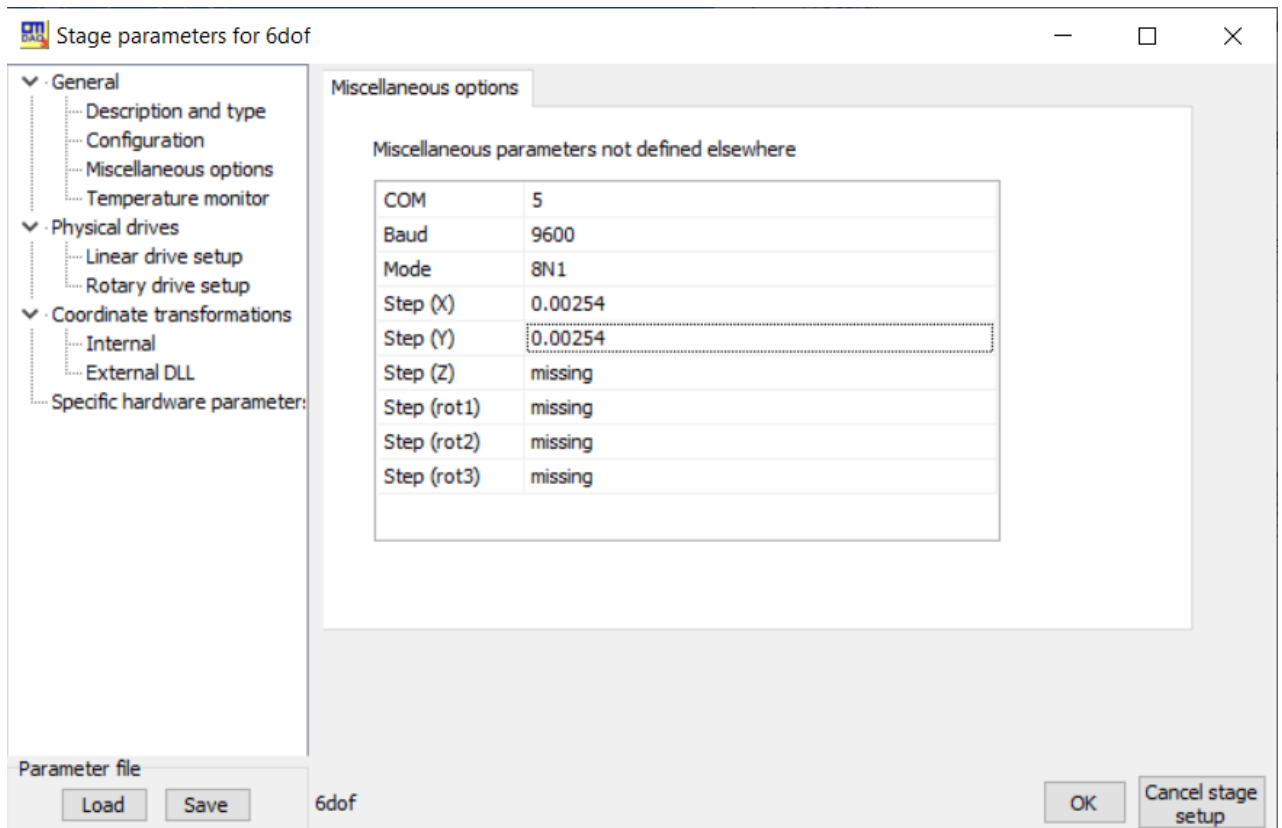 Stage parameters for 6dof
General
Description and type
Configuration
Miscellaneous options
Temperature monitor
Physical drives
Linear drive setup
Rotary drive setup
Coordinate transformations
Internal
External DLL
Specific hardware parameter
Parameter file
Load
Save
Miscellaneous options
Miscellaneous parameters not defined elsewhere
COM 5
Baud 9600
Mode 8N1
Step (X) 0.00254
Step (Y) 0.00254
Step (Z) missing
Step (rot1) missing
Step (rot2) missing
Step (rot3) missing
6dof
OK
Cancel stage
setup